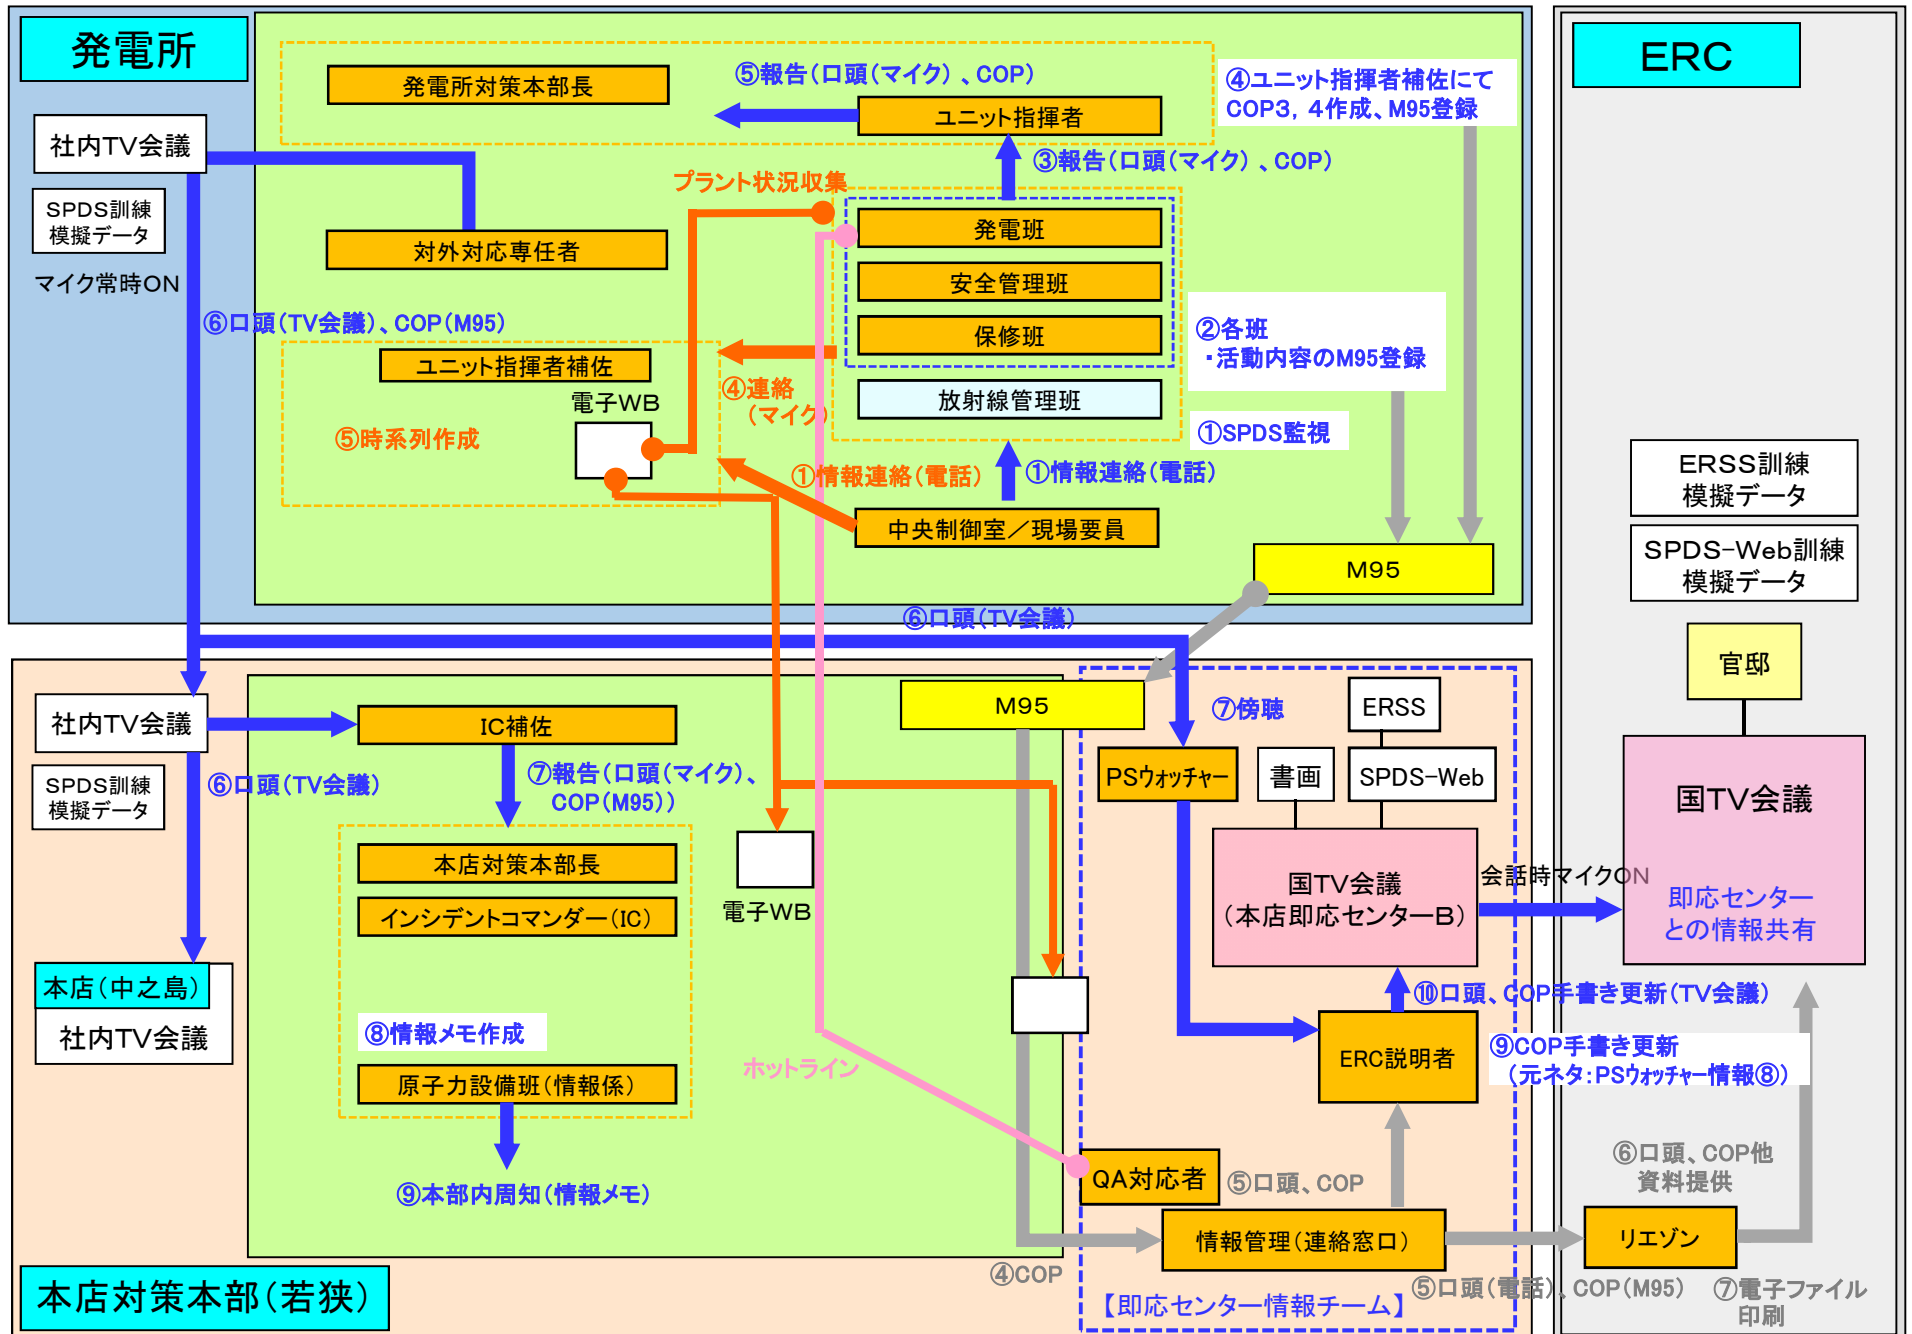 発電所
社内TV会議
SPDS訓練
模擬データ
マイク常時ON
発電所対策本部長
⑤報告(口頭(マイク)、COP)
ユニット指揮者
④ユニット指揮者補佐にて
COP3,4作成、M95登録
③報告(口頭(マイク)、COP)
プラント状況収集
対外対応専任者
発電班
安全管理班
保修班
放射線管理班
⑥口頭(TV会議)、COP(M95)
②各班
・活動内容のM95登録
ユニット指揮者補佐
電子WB
④連絡
(マイク)
⑤時系列作成
①SPDS監視
①情報連絡(電話)
①情報連絡(電話)
中央制御室/現場要員
M95
⑥口頭(TV会議)
ERC
ERSS訓練
模擬データ
SPDS-Web訓練
模擬データ
官邸
国TV会議
即応センター
との情報共有
社内TV会議
SPDS訓練
模擬データ
⑥口頭(TV会議)
IC補佐
⑦報告(口頭(マイク)、
COP(M95))
M95
⑦傍聴
ERSS
PSウォッチャー
書画
SPDS-Web
本店対策本部長
インシデントコマンダー(IC)
電子WB
国TV会議
(本店即応センターB)
会話時マイクON
本店(中之島)
社内TV会議
⑧情報メモ作成
原子力設備班(情報係)
⑨本部内周知(情報メモ)
ホットライン
⑩口頭、COP手書き更新(TV会議)
ERC説明者
⑨COP手書き更新
(元ネタ:PSウォッチャー情報⑧)
QA対応者
⑤口頭、COP
⑥口頭、COP他
資料提供
情報管理(連絡窓口)
リエゾン
④COP
⑤口頭(電話)、COP(M95)
⑦電子ファイル
印刷
【即応センター情報チーム】
本店対策本部(若狭)